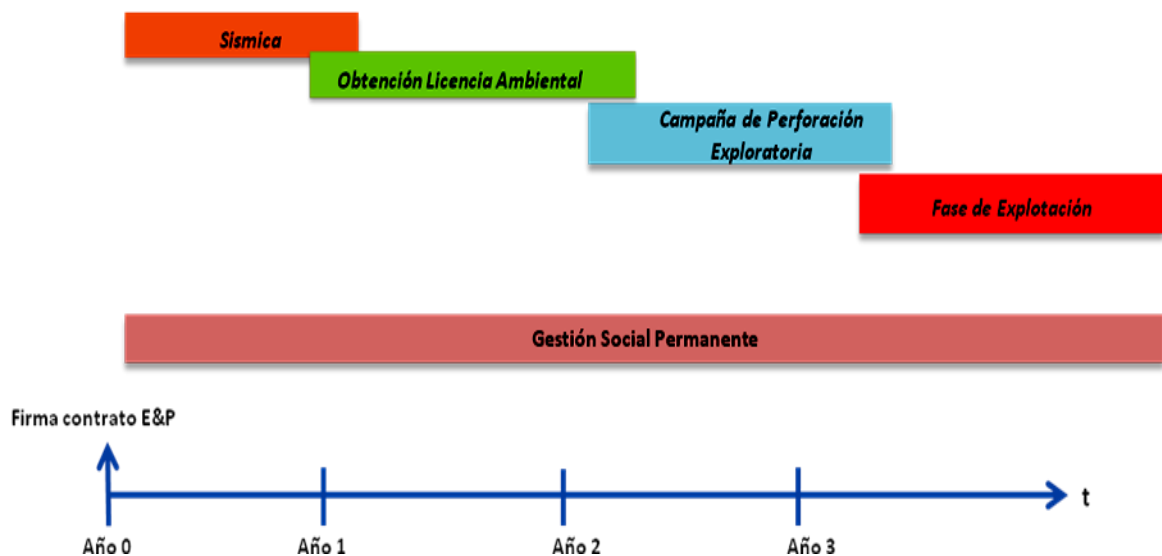 Sismica
Obtención Licencia Ambiental
Campaña de Perforación
Exploratoria
Fase de Explotación
Gestión Social Permanente
Firma contrato E&P
t
Año 0
Año 1
Año 2
Año 3